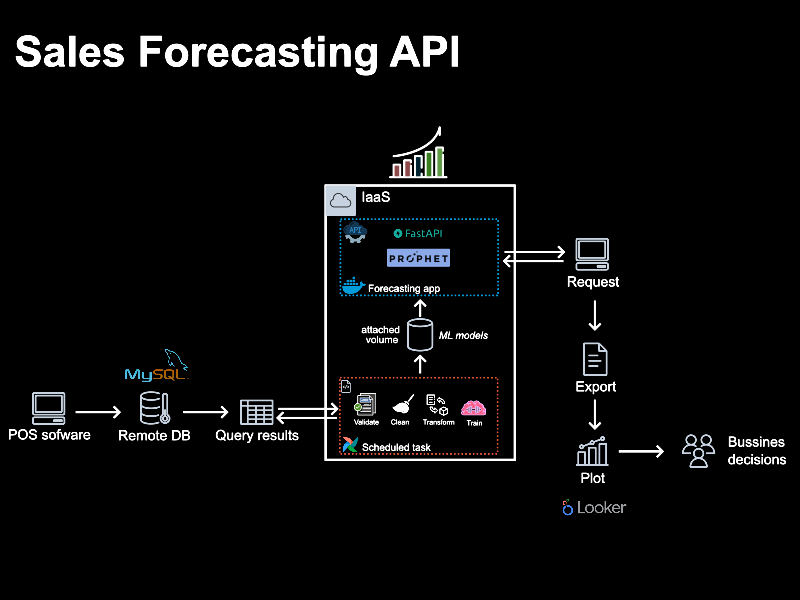 Sales Forecasting API
IaaS
API
FastAPI
PROPHET
Forecasting app
attached
volume
ML models
Request
MySQL
Export
Validate
Clean
Transform
Train
POS sofware
Remote DB
Query results
Scheduled task
Plot
Bussines
decisions
Looker